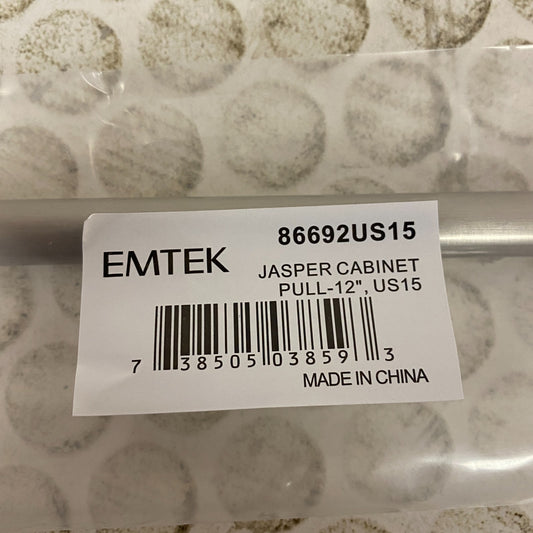 86692US15
EMTEK
JASPER CABINET
PULL-12", US15
7 38505 03859 3
MADE IN CHINA